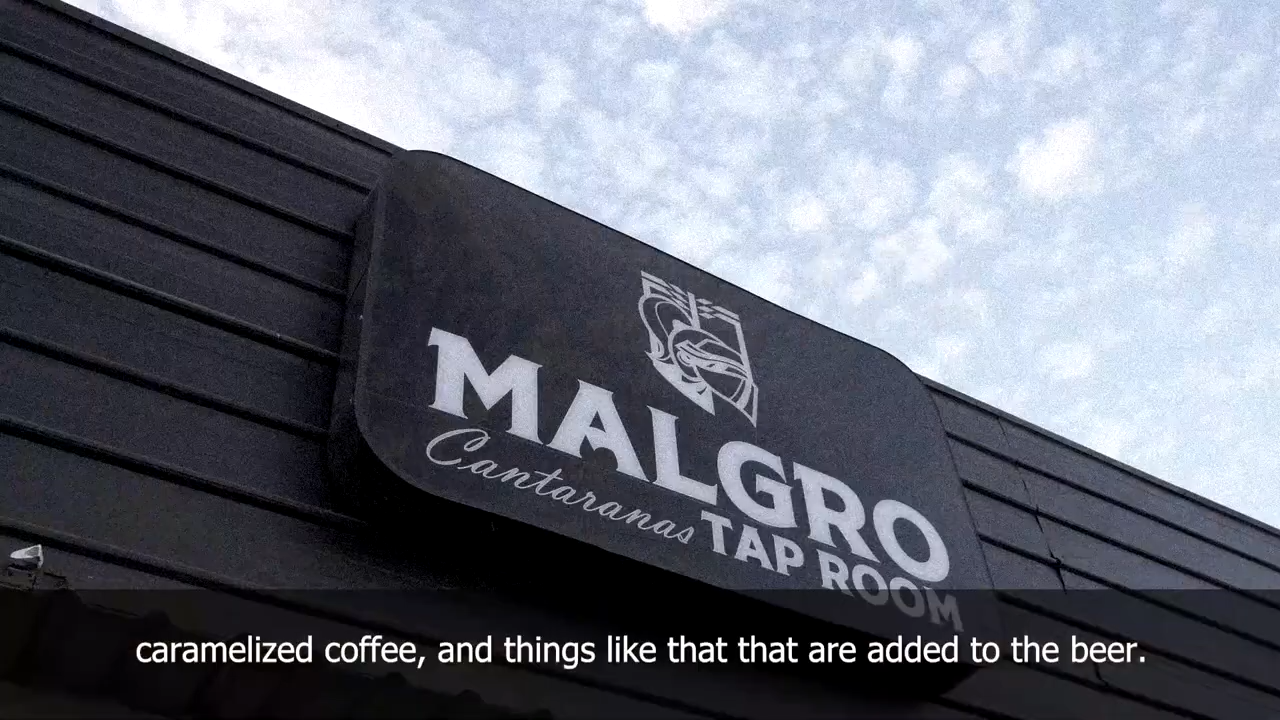 MALGRO
Cantaranas TAP ROOM
caramelized coffee, and things like that that are added to the beer.